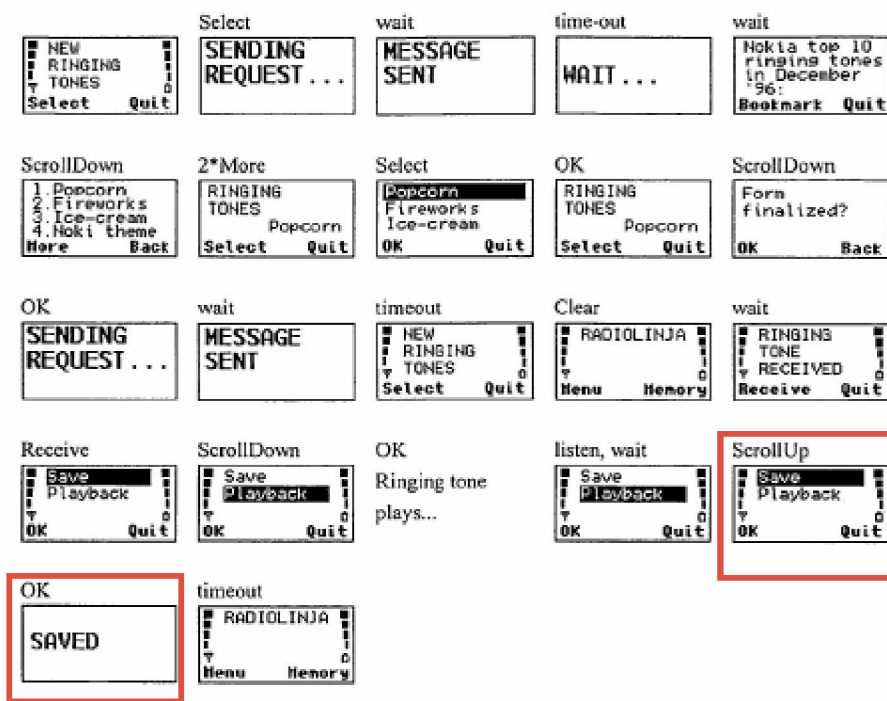 NEW
RINGING
TONES
Select Quit
Select
SENDING
REQUEST...
wait
MESSAGE
SENT
time-out
WAIT...
wait
Nokia top 10
ringing tones
in December
'96:
Bookmark Quit
ScrollDown
1.Popcorn
2.Fireworks
3.Ice-cream
4.Noki theme
More Back
2*More
RINGING
TONES
Popcorn
Select Quit
Select
Popcorn
Fireworks
Ice-cream
OK Quit
OK
RINGING
TONES
Popcorn
Select Quit
ScrollDown
Form
finalized?
OK Back
OK
SENDING
REQUEST...
wait
MESSAGE
SENT
timeout
NEW
RINGING
TONES
Select Quit
Clear
RADIOLINJA
Menu Memory
wait
RINGING
TONE
RECEIVED
Receive Quit
Receive
Save
Playback
OK Quit
ScrollDown
Save
Playback
OK Quit
OK
Ringing tone
plays...
listen, wait
Save
Playback
OK Quit
ScrollUp
Save
Playback
OK Quit
OK
SAVED
timeout
RADIOLINJA
Menu Memory